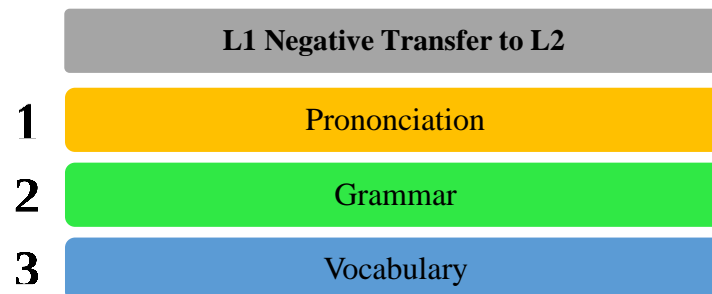 L1 Negative Transfer to L2
1 Prononciation
2 Grammar
3 Vocabulary